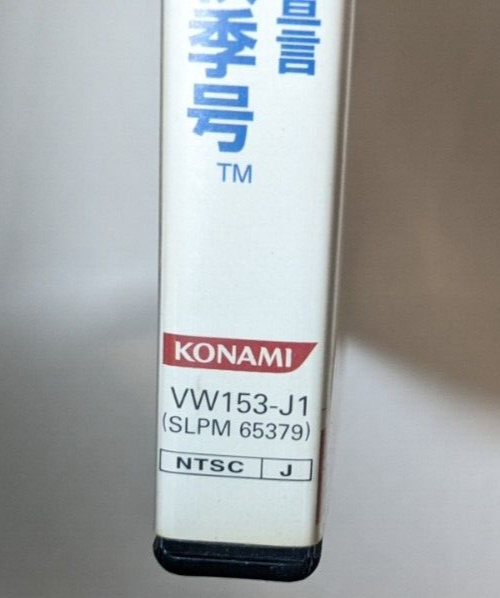 宣言
季号
TM
KONAMI
VW153-J1
(SLPM 65379)
NTSC J